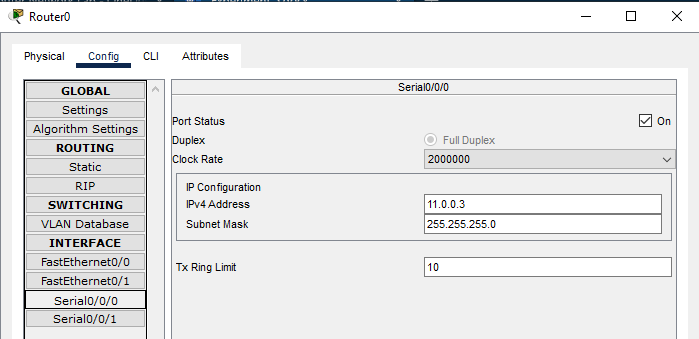 Router0
Physical Config CLI Attributes
GLOBAL
Settings
Algorithm Settings
ROUTING
Static
RIP
SWITCHING
VLAN Database
INTERFACE
FastEthernet0/0
FastEthernet0/1
Serial0/0/0
Serial0/0/1
Serial0/0/0
Port Status On
Duplex Full Duplex
Clock Rate 2000000
IP Configuration
IPv4 Address 11.0.0.3
Subnet Mask 255.255.255.0
Tx Ring Limit 10